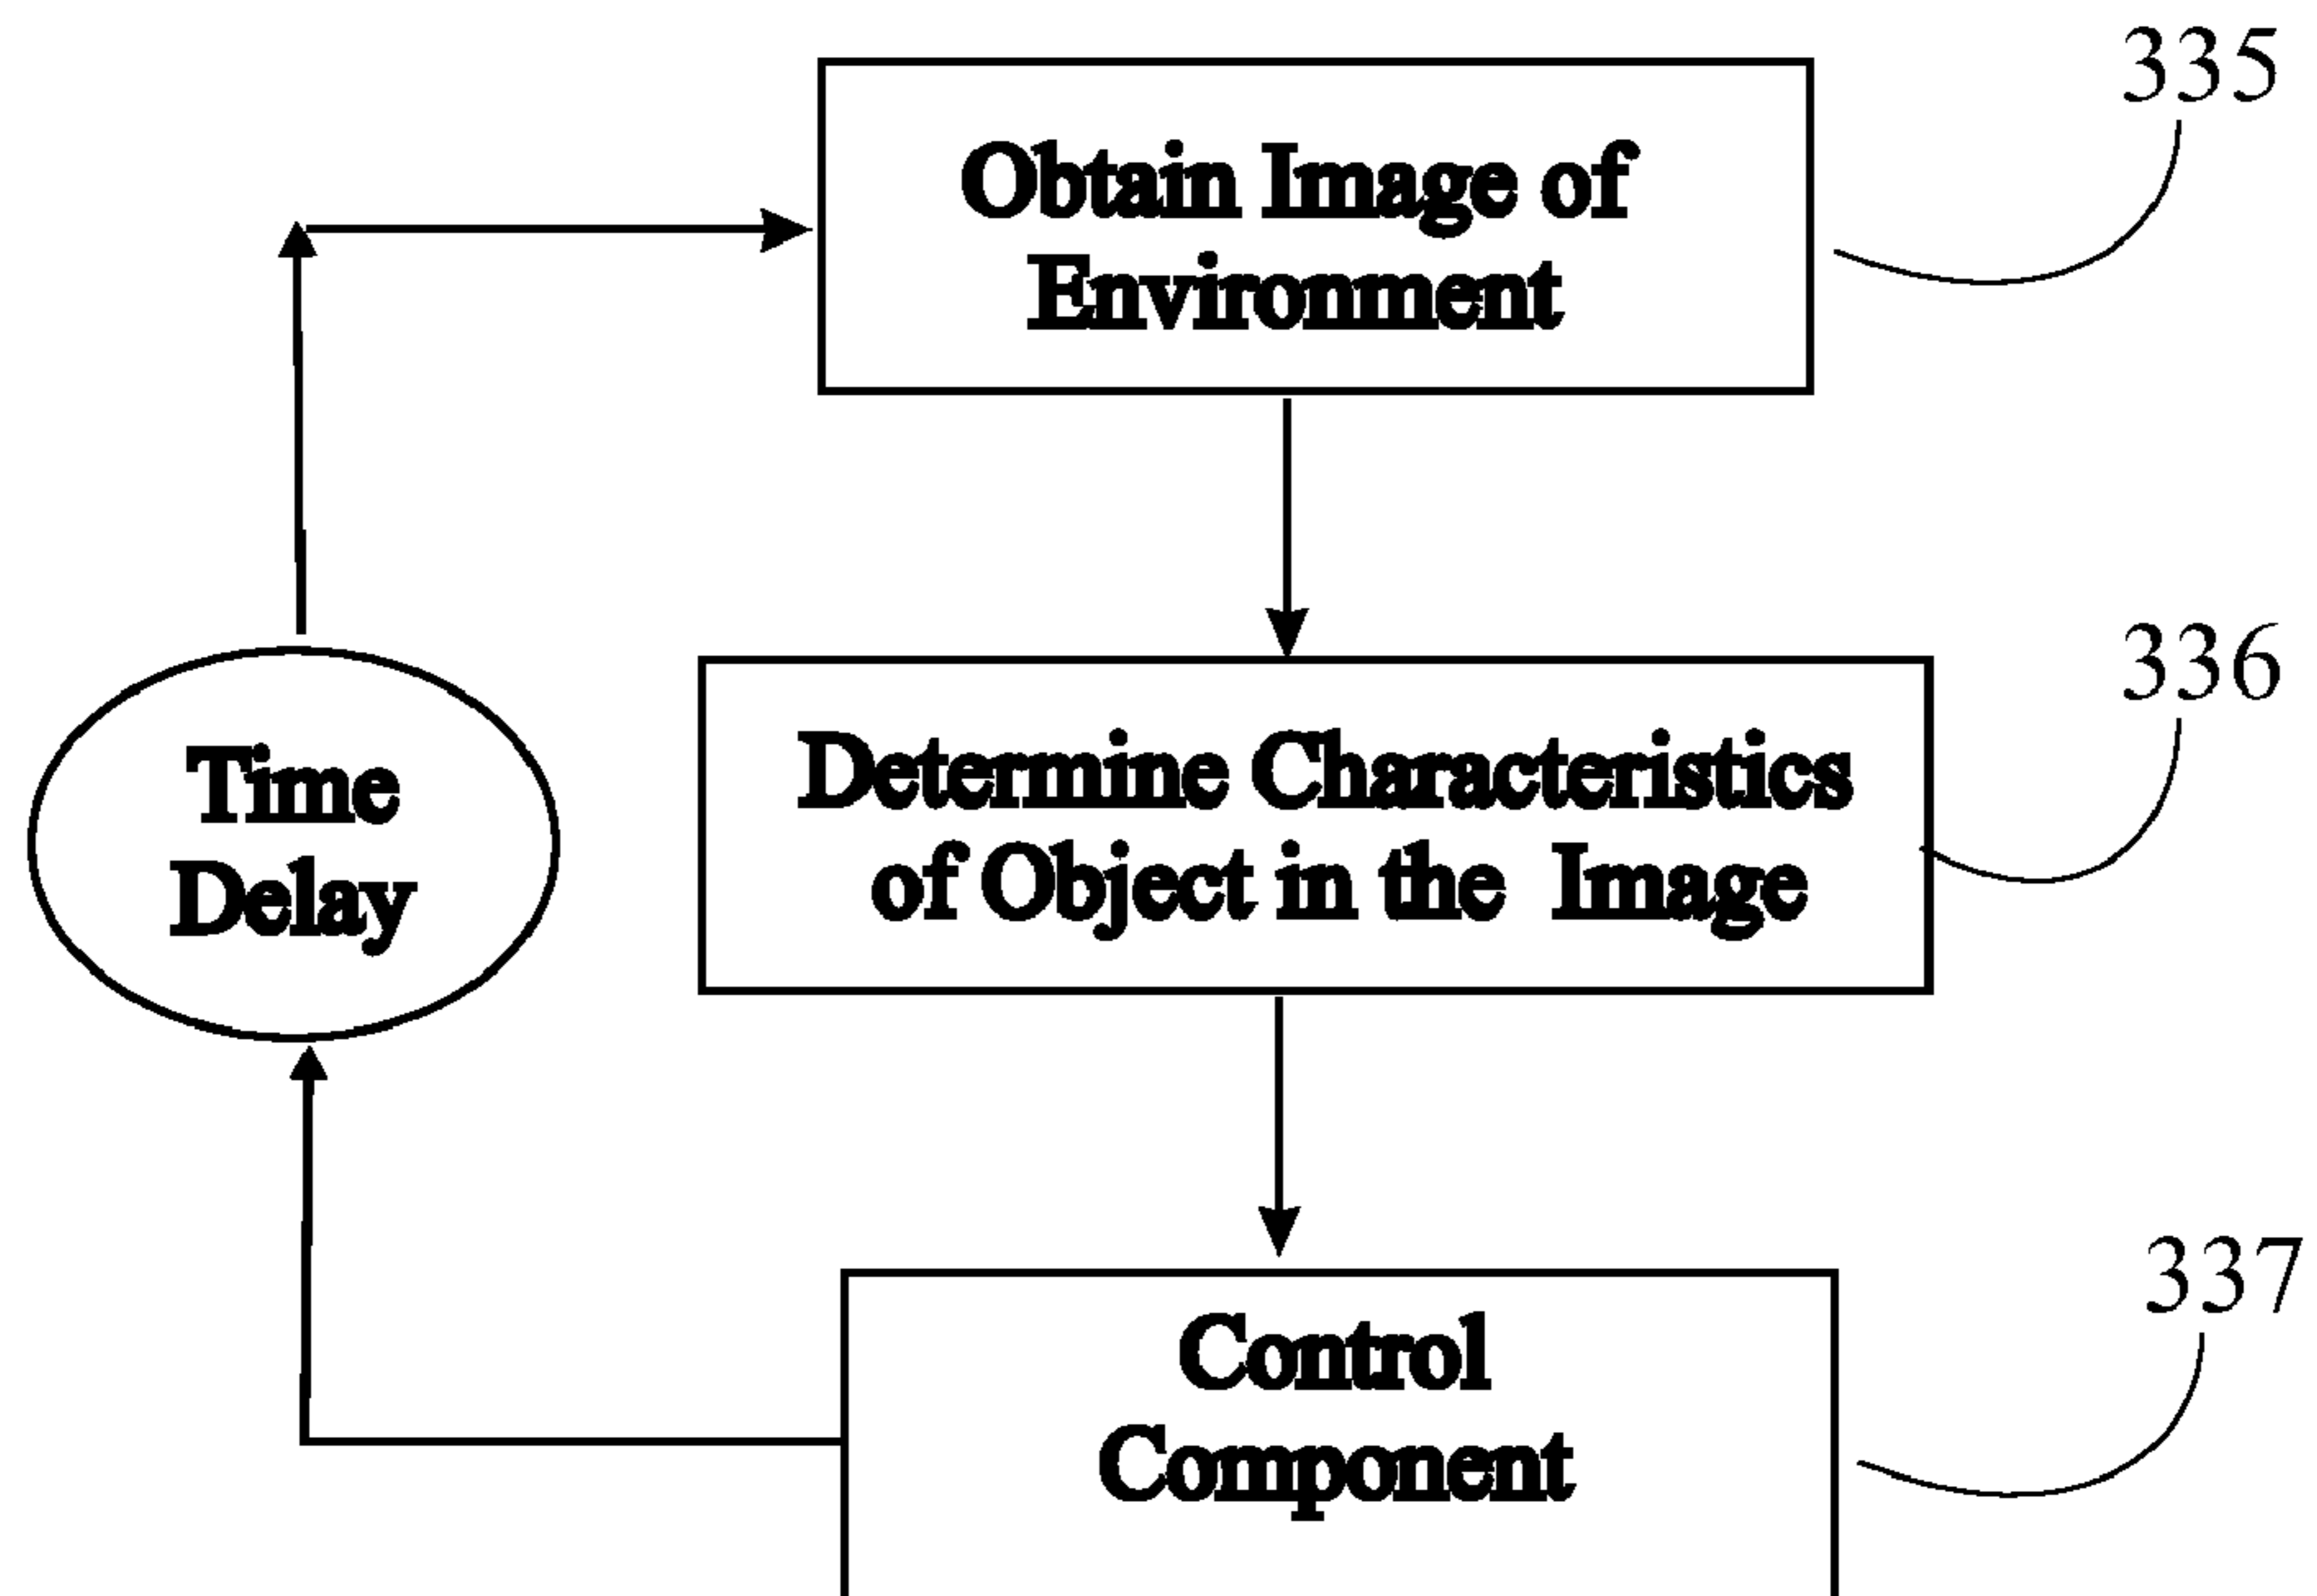 335
Obtain Image of
Environment
336
Determine Characteristics
of Object in the Image
Time
Delay
337
Control
Component